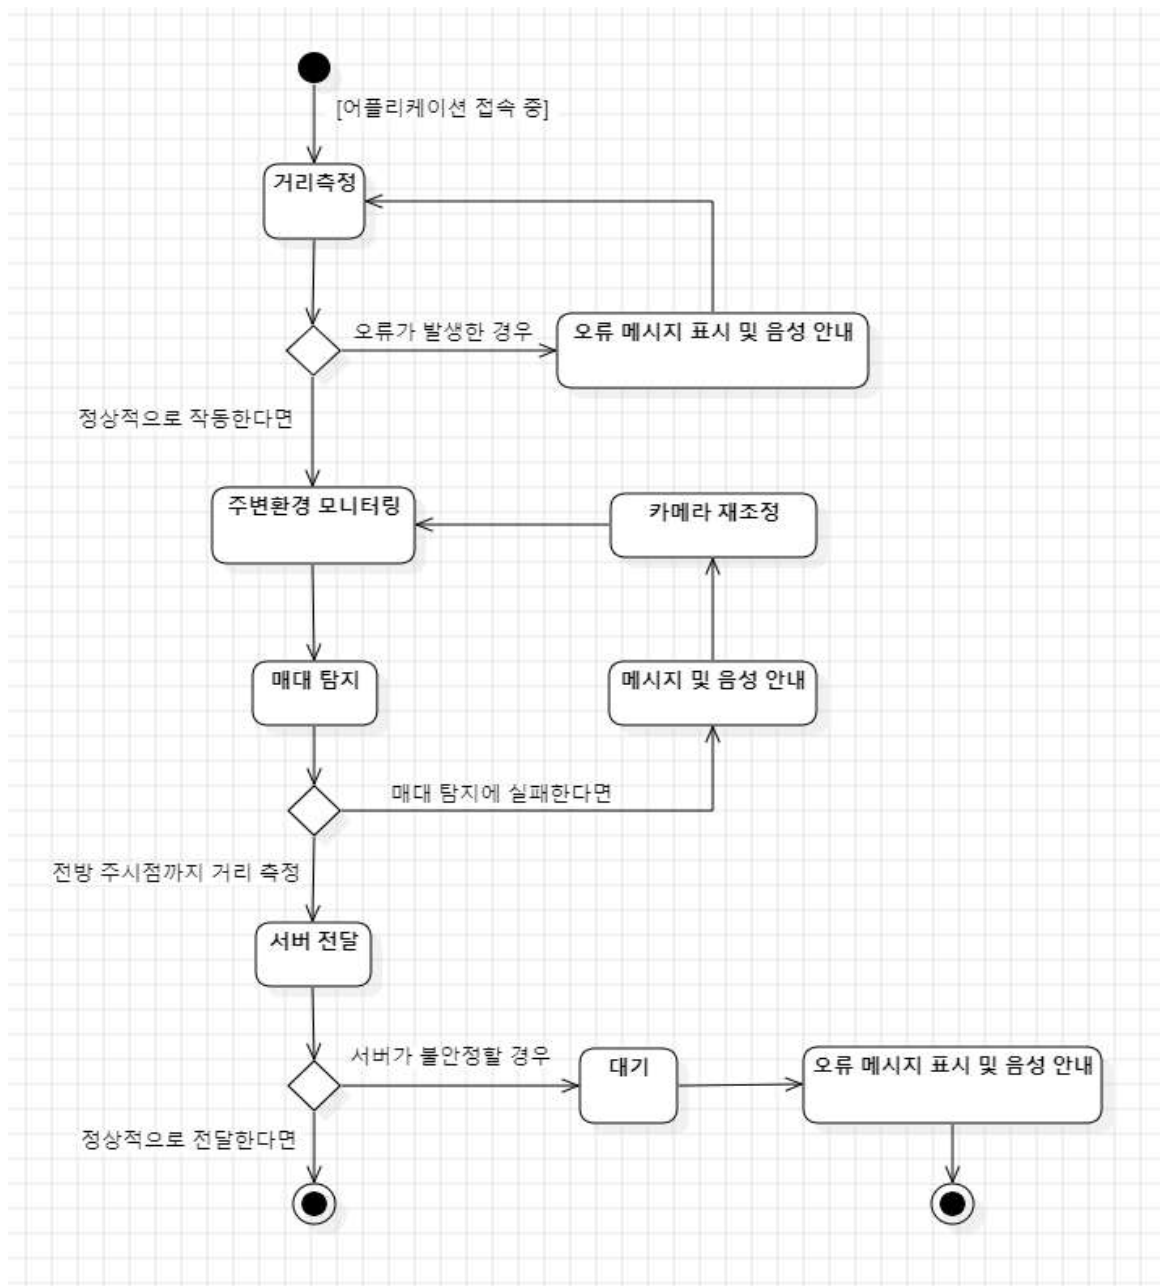 [어플리케이션 접속 중]
거리측정
오류가 발생한 경우
오류 메시지 표시 및 음성 안내
정상적으로 작동한다면
주변환경 모니터링
카메라 재조정
매대 탐지
메시지 및 음성 안내
매대 탐지에 실패한다면
전방 주시점까지 거리 측정
서버 전달
서버가 불안정할 경우
대기
오류 메시지 표시 및 음성 안내
정상적으로 전달한다면